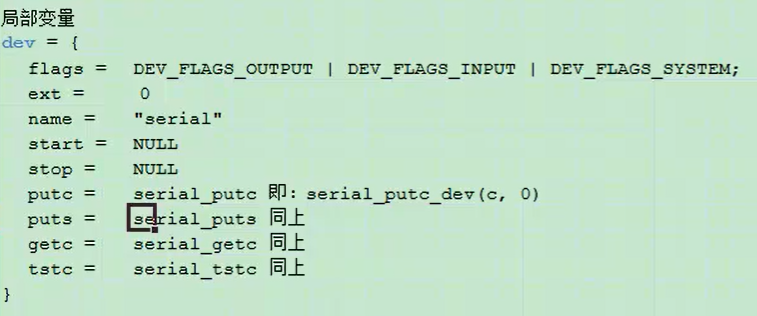 局部变量
dev = {
flags = DEV_FLAGS_OUTPUT | DEV_FLAGS_INPUT | DEV_FLAGS_SYSTEM;
ext = 0
name = "serial"
start = NULL
stop = NULL
putc = serial_putc 即：serial_putc_dev(c, 0)
puts = serial_puts 同上
getc = serial_getc 同上
tstc = serial_tstc 同上
}